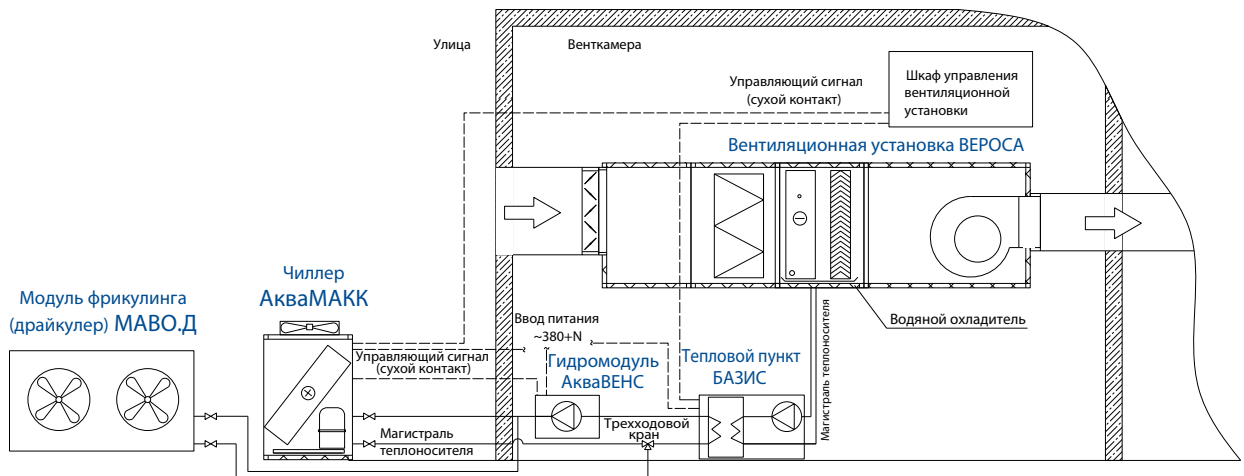 Улица
Венткамера
Управляющий сигнал
(сухой контакт)
Шкаф управления
вентиляционной
установки
Вентиляционная установка ВЕРОСА
Чиллер
АкваМАКК
Модуль фрикулинга
(драйкулер) МАВО.Д
Ввод питания
~380+N
Водяной охладитель
Магистраль теплоносителя
Управляющий сигнал
(сухой контакт)
Гидромодуль
АкваВЕНС
Тепловой пункт
БАЗИС
Трехходовой
кран
Магистраль
теплоносителя